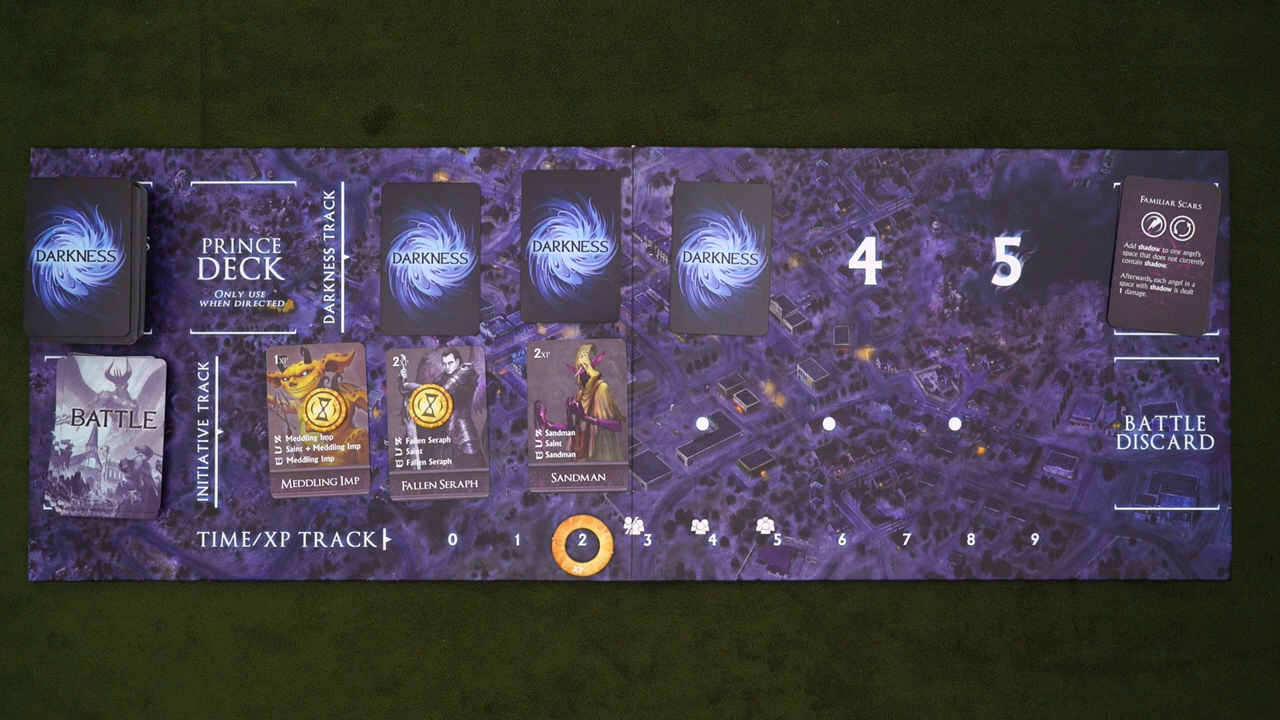 DARKNESS
PRINCE
DECK
ONLY USE
WHEN DIRECTED
DARKNESS TRACK
DARKNESS
DARKNESS
DARKNESS
4
5
FAMILIAR SCARS
Add shadow to one angel's
space that does not currently
contain shadow.
Afterwards, each angel in a
space with shadow is dealt
1 damage.
BATTLE
INITIATIVE TRACK
1XP
Meddling Imp
Saint + Meddling Imp
Meddling Imp
MEDDLING IMP
2
Fallen Seraph
Saint
Fallen Seraph
FALLEN SERAPH
2XP
Sandman
Saint
Sandman
SANDMAN
BATTLE
DISCARD
TIME/XP TRACK
0 1 2 3 4 5 6 7 8 9
XP